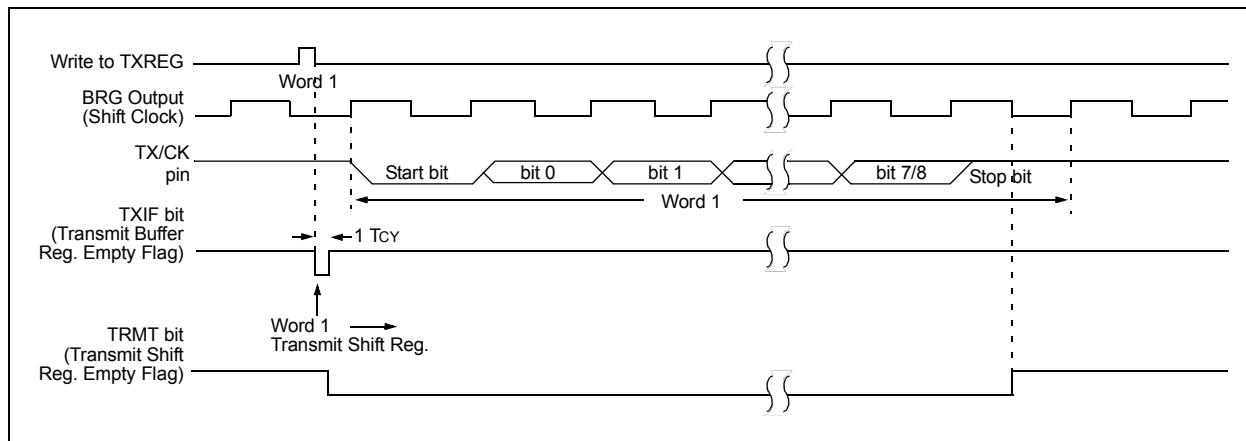 Write to TXREG
Word 1
BRG Output
(Shift Clock)
TX/CK
pin
Start bit
bit 0
bit 1
bit 7/8
Stop bit
Word 1
TXIF bit
(Transmit Buffer
Reg. Empty Flag)
1 TCY
Word 1
Transmit Shift Reg.
TRMT bit
(Transmit Shift
Reg. Empty Flag)